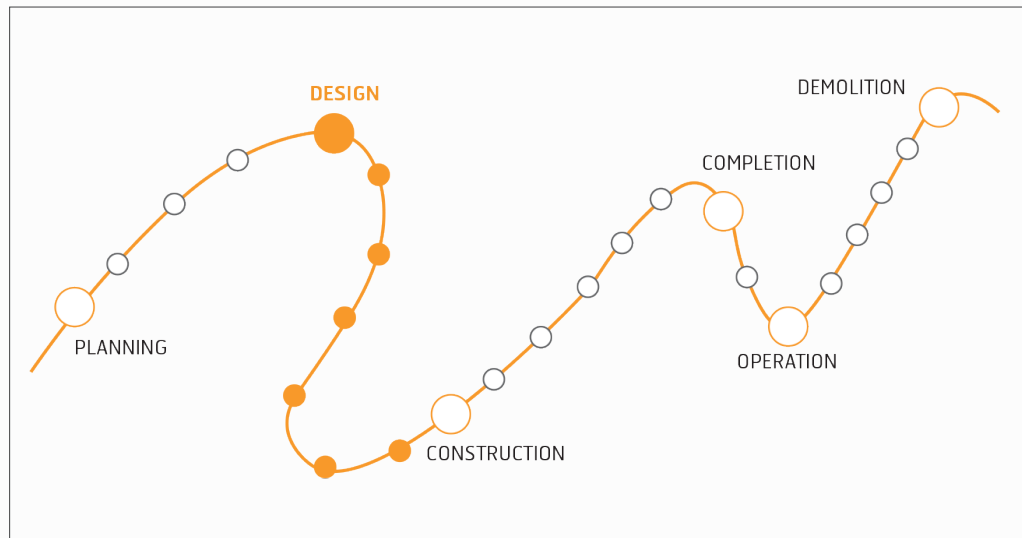 PLANNING
DESIGN
CONSTRUCTION
COMPLETION
OPERATION
DEMOLITION